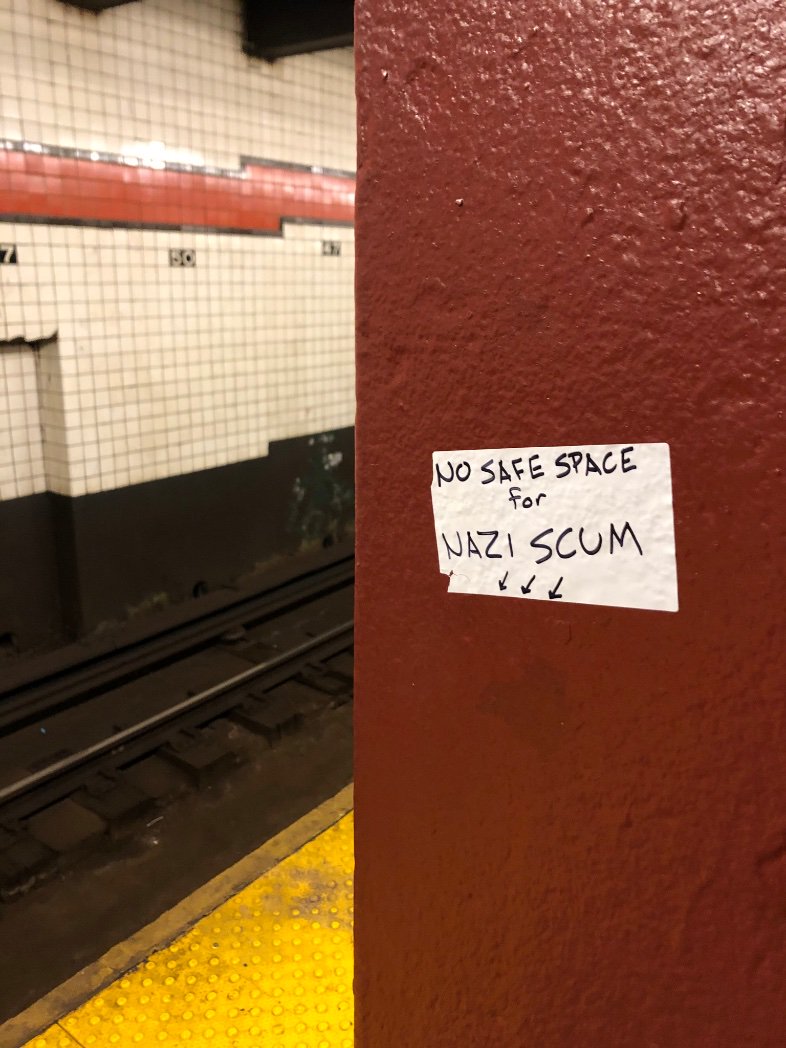 7
50
47
NO SAFE SPACE
for
NAZI SCUM
↙ ↙ ↙